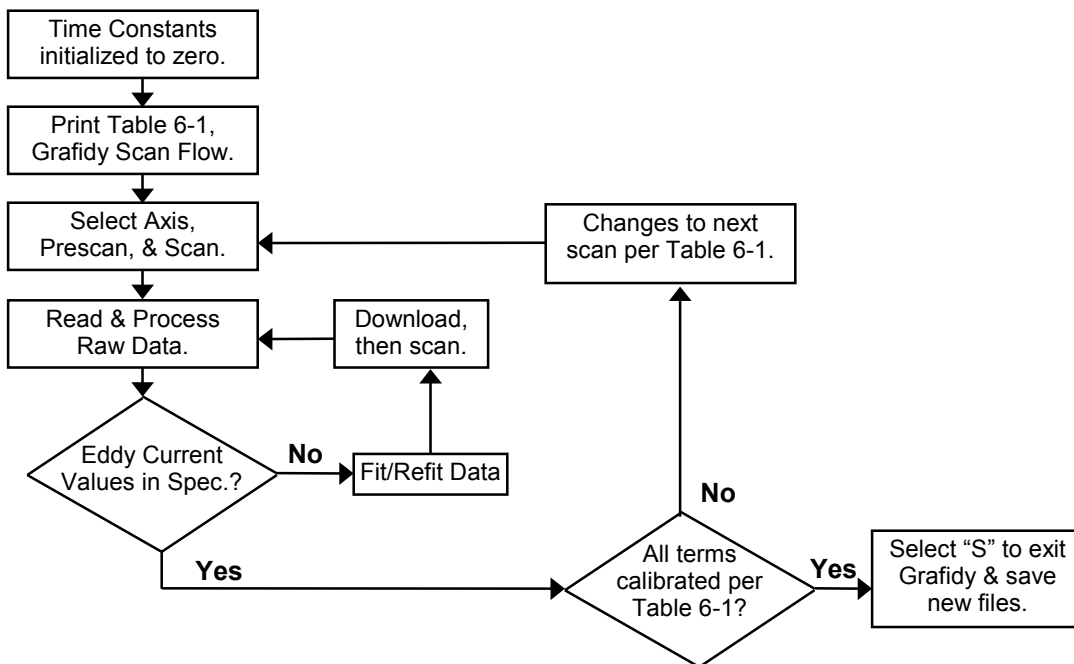 Time Constants
initialized to zero.
Print Table 6-1,
Grafidy Scan Flow.
Select Axis,
Prescan, & Scan.
Changes to next
scan per Table 6-1.
Read & Process
Raw Data.
Download,
then scan.
Eddy Current
Values in Spec.?
No
Fit/Refit Data
Yes
All terms
calibrated per
Table 6-1?
No
Yes
Select “S” to exit
Grafidy & save
new files.